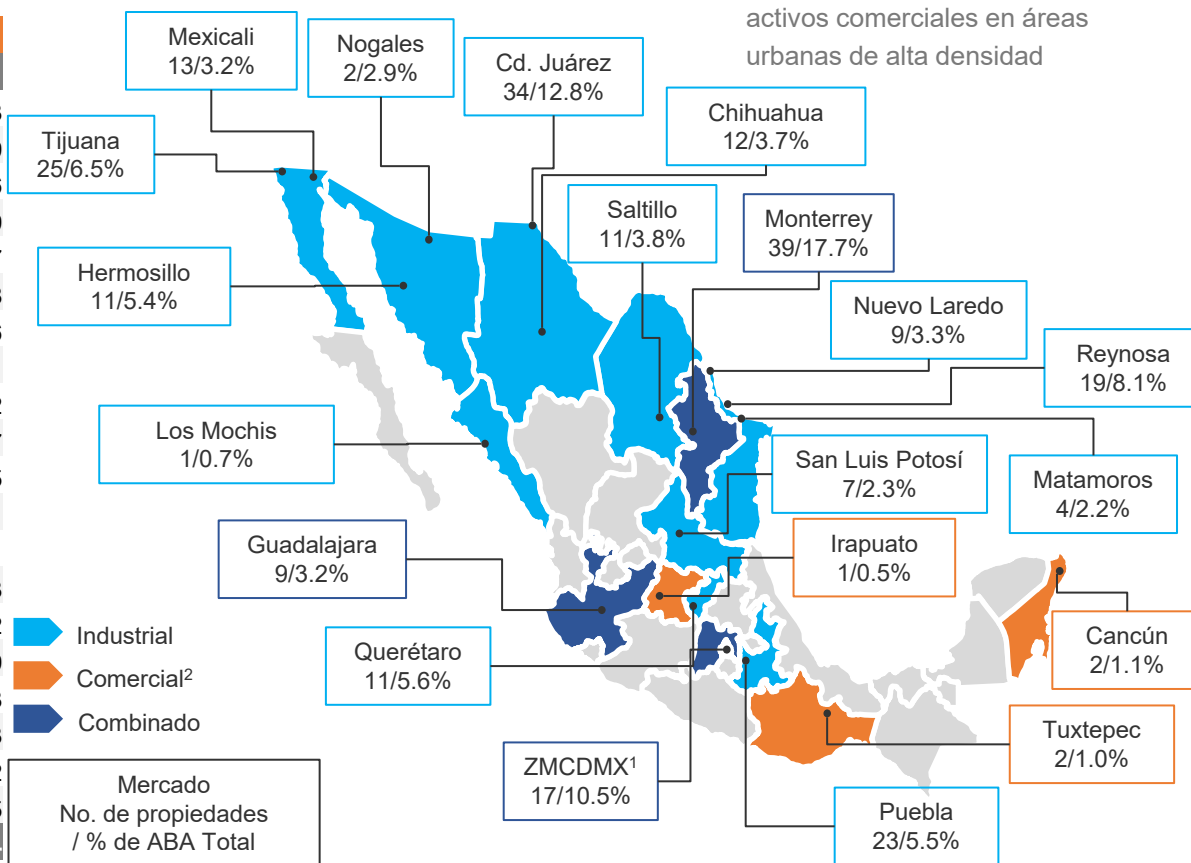 activos comerciales en áreas
urbanas de alta densidad
Mexicali
13/3.2%
Nogales
2/2.9%
Cd. Juárez
34/12.8%
Chihuahua
12/3.7%
Tijuana
25/6.5%
Saltillo
11/3.8%
Monterrey
39/17.7%
Hermosillo
11/5.4%
Nuevo Laredo
9/3.3%
Reynosa
19/8.1%
Los Mochis
1/0.7%
San Luis Potosí
7/2.3%
Matamoros
4/2.2%
Guadalajara
9/3.2%
Irapuato
1/0.5%
Industrial
Comercial²
Combinado
Querétaro
11/5.6%
Cancún
2/1.1%
Tuxtepec
2/1.0%
ZMCDMX¹
17/10.5%
Puebla
23/5.5%
Mercado
No. de propiedades
/ % de ABA Total